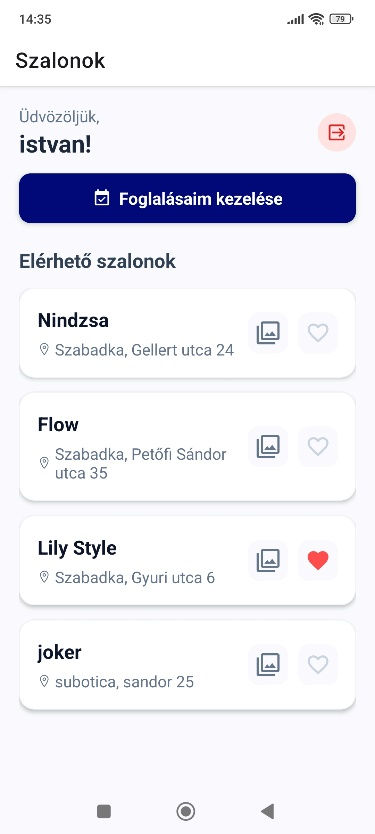 14:35
79
Szalonok
Üdvözöljük,
istvan!
Foglalásaim kezelése
Elérhető szalonok
Nindzsa
Szabadka, Gellert utca 24
Flow
Szabadka, Petőfi Sándor
utca 35
Lily Style
Szabadka, Gyuri utca 6
joker
subotica, sandor 25